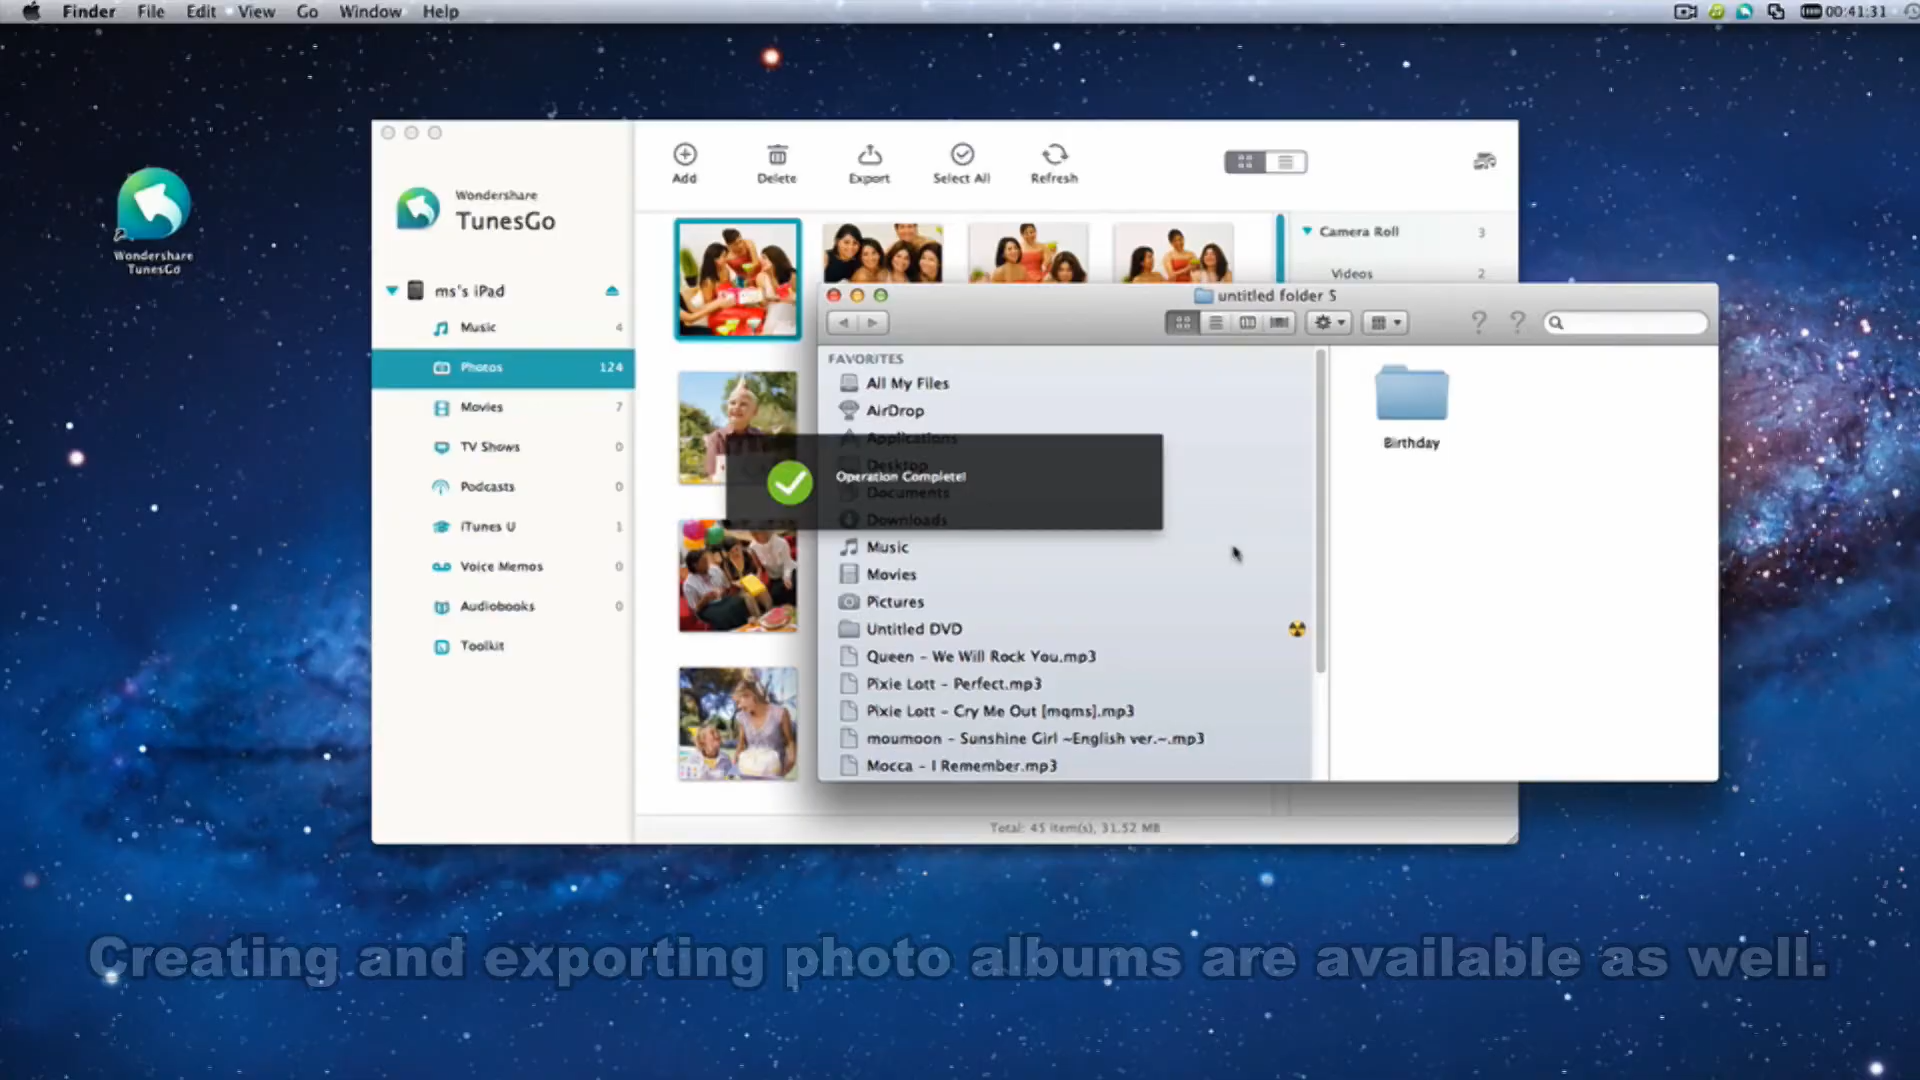 Finder File Edit View Go Window Help
00:41:31
Wondershare
TunesGo
Wondershare
TunesGo
ms's iPad
Music 4
Photos 124
Movies 7
TV Shows 0
Podcasts 0
iTunes U 1
Voice Memos 0
Audiobooks 0
Toolkit
Add Delete Export Select All Refresh
Camera Roll 3
Videos 2
Total: 45 item(s), 31.52 MB
untitled folder 5
FAVORITES
All My Files
AirDrop
Applications
Desktop
Operation Complete!
Documents
Downloads
Music
Movies
Pictures
Untitled DVD
Queen - We Will Rock You.mp3
Pixie Lott - Perfect.mp3
Pixie Lott - Cry Me Out [mqms].mp3
moumoon - Sunshine Girl ~English ver.~.mp3
Mocca - I Remember.mp3
Birthday
Creating and exporting photo albums are available as well.